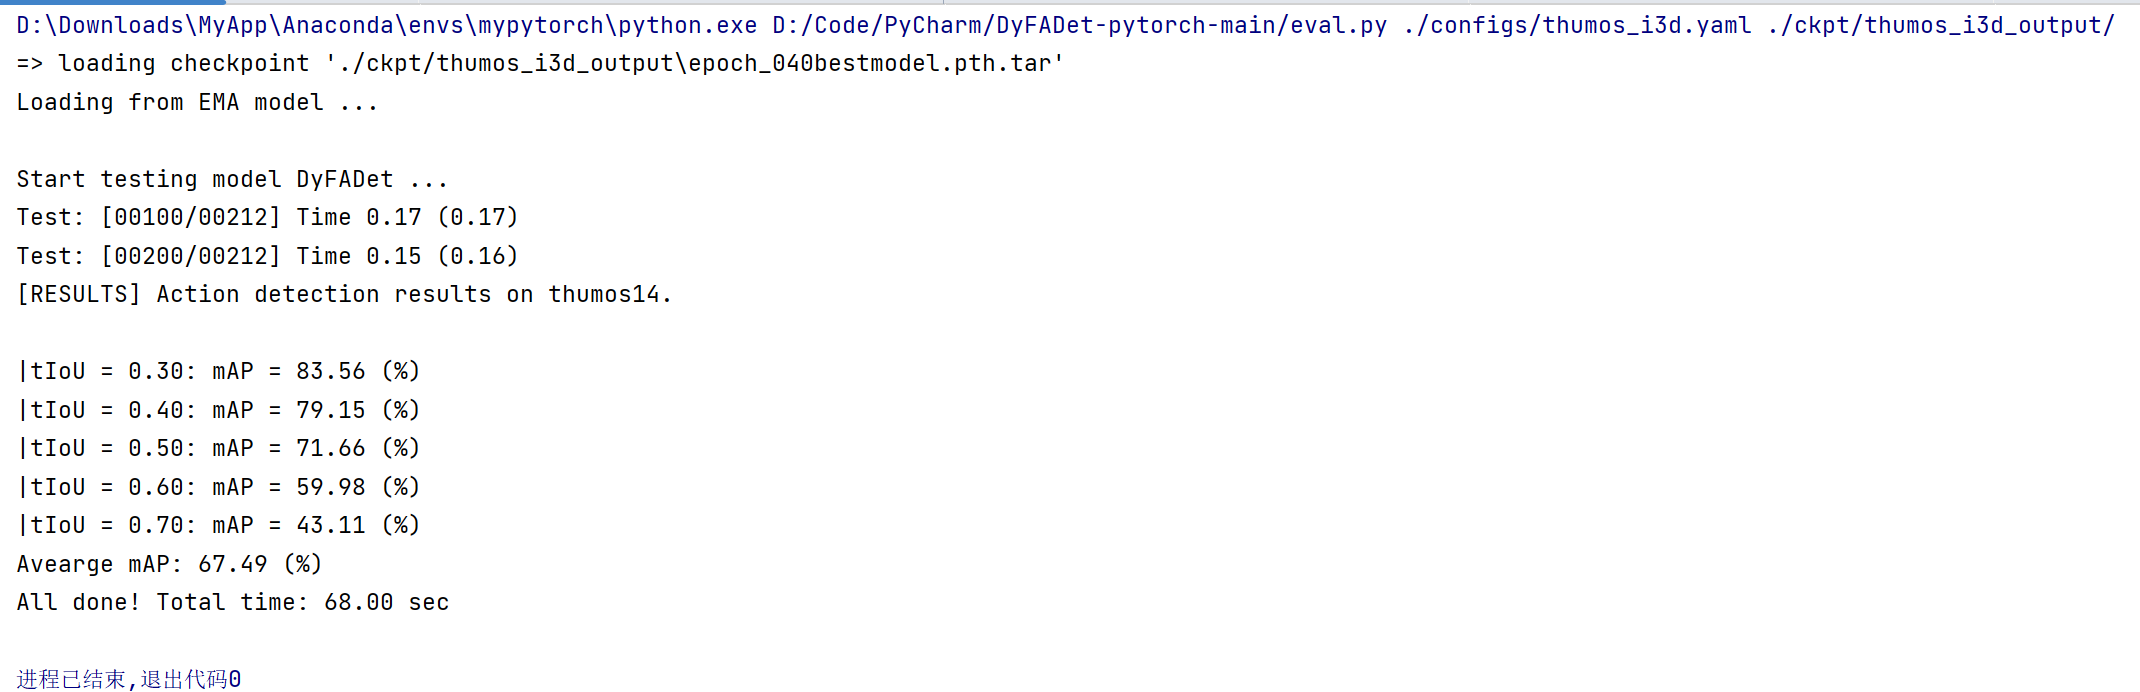 D:\Downloads\MyApp\Anaconda\envs\mypytorch\python.exe D:/Code/PyCharm/DyFADet-pytorch-main/eval.py ./configs/thumos_i3d.yaml ./ckpt/thumos_i3d_output/
=> loading checkpoint './ckpt/thumos_i3d_output\epoch_040bestmodel.pth.tar'
Loading from EMA model ...
Start testing model DyFADet ...
Test: [00100/00212] Time 0.17 (0.17)
Test: [00200/00212] Time 0.15 (0.16)
[RESULTS] Action detection results on thumos14.
|tIoU = 0.30: mAP = 83.56 (%)
|tIoU = 0.40: mAP = 79.15 (%)
|tIoU = 0.50: mAP = 71.66 (%)
|tIoU = 0.60: mAP = 59.98 (%)
|tIoU = 0.70: mAP = 43.11 (%)
Avearge mAP: 67.49 (%)
All done! Total time: 68.00 sec
进程已结束,退出代码0